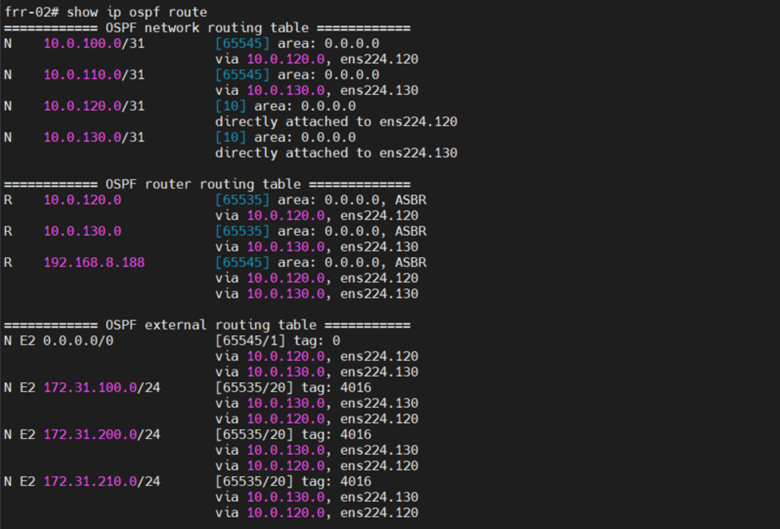 frr-02# show ip ospf route
============ OSPF network routing table ============
N    10.0.100.0/31         [65545] area: 0.0.0.0
                           via 10.0.120.0, ens224.120
N    10.0.110.0/31         [65545] area: 0.0.0.0
                           via 10.0.130.0, ens224.130
N    10.0.120.0/31         [10] area: 0.0.0.0
                           directly attached to ens224.120
N    10.0.130.0/31         [10] area: 0.0.0.0
                           directly attached to ens224.130

============ OSPF router routing table =============
R    10.0.120.0            [65535] area: 0.0.0.0, ASBR
                           via 10.0.120.0, ens224.120
R    10.0.130.0            [65535] area: 0.0.0.0, ASBR
                           via 10.0.130.0, ens224.130
R    192.168.8.188         [65545] area: 0.0.0.0, ASBR
                           via 10.0.120.0, ens224.120
                           via 10.0.130.0, ens224.130

============ OSPF external routing table ===========
N E2 0.0.0.0/0             [65545/1] tag: 0
                           via 10.0.120.0, ens224.120
                           via 10.0.130.0, ens224.130
N E2 172.31.100.0/24       [65535/20] tag: 4016
                           via 10.0.130.0, ens224.130
                           via 10.0.120.0, ens224.120
N E2 172.31.200.0/24       [65535/20] tag: 4016
                           via 10.0.130.0, ens224.130
                           via 10.0.120.0, ens224.120
N E2 172.31.210.0/24       [65535/20] tag: 4016
                           via 10.0.130.0, ens224.130
                           via 10.0.120.0, ens224.120